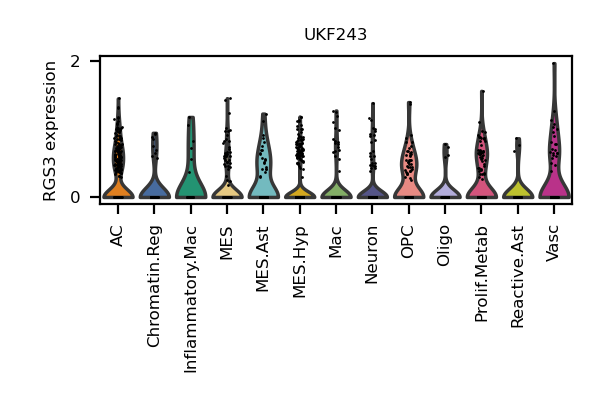 UKF243
RGS3 expression
2
0
AC
Chromatin.Reg
Inflammatory.Mac
MES
MES.Ast
MES.Hyp
Mac
Neuron
OPC
Oligo
Prolif.Metab
Reactive.Ast
Vasc